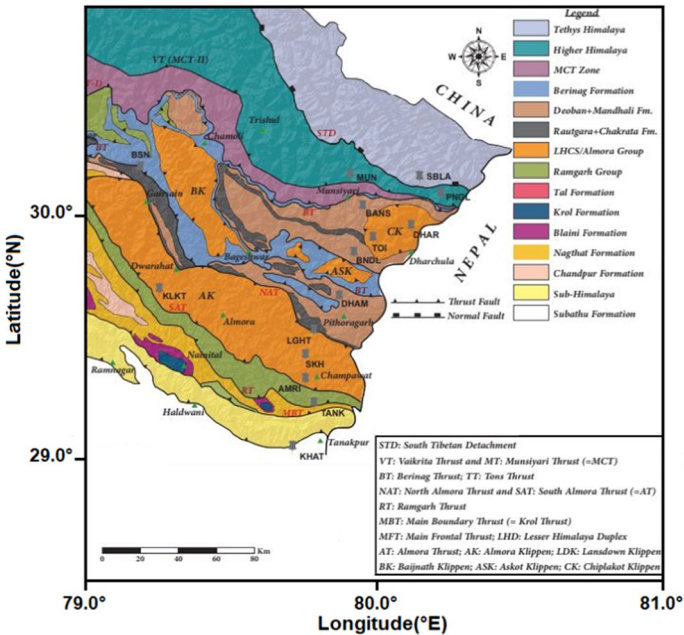 Legend
Tethys Himalaya
Higher Himalaya
MCT Zone
Berinag Formation
Deoban+Mandhali Fm.
Rautgara+Chakrata Fm.
LHCS/Almora Group
Ramgarh Group
Tal Formation
Krol Formation
Blaini Formation
Nagthat Formation
Chandpur Formation
Sub-Himalaya
Subathu Formation
Thrust Fault
Normal Fault
N
W E
S
CHINA
NEPAL
VT (MCT-II)
Trishul
STD
Chamoli
BT
BSN
MUN
SBLA
Munsiyari
PNGL
Gairsain
BK
BT
BANS
CK
DHAR
TOI
BNDL
Dharchula
Bageshwar
Dwarahat
ASK
BT
KLKT
AK
NAT
DHAM
SAT
Almora
Pithoragarh
LGHT
Nainital
SKH
Ramnagar
Champawat
RT
AMRI
Haldwani
MBT
TANK
Tanakpur
KHAT
30.0°
29.0°
79.0°
80.0°
81.0°
Latitude(°N)
Longitude(°E)
0 20 40 60 80 Km
STD: South Tibetan Detachment
VT: Vaikrita Thrust and MT: Munsiyari Thrust (=MCT)
BT: Berinag Thrust; TT: Tons Thrust
NAT: North Almora Thrust and SAT: South Almora Thrust (=AT)
RT: Ramgarh Thrust
MBT: Main Boundary Thrust (= Krol Thrust)
MFT: Main Frontal Thrust; LHD: Lesser Himalaya Duplex
AT: Almora Thrust; AK: Almora Klippen; LDK: Lansdown Klippen
BK: Baijnath Klippen; ASK: Askot Klippen; CK: Chiplakot Klippen